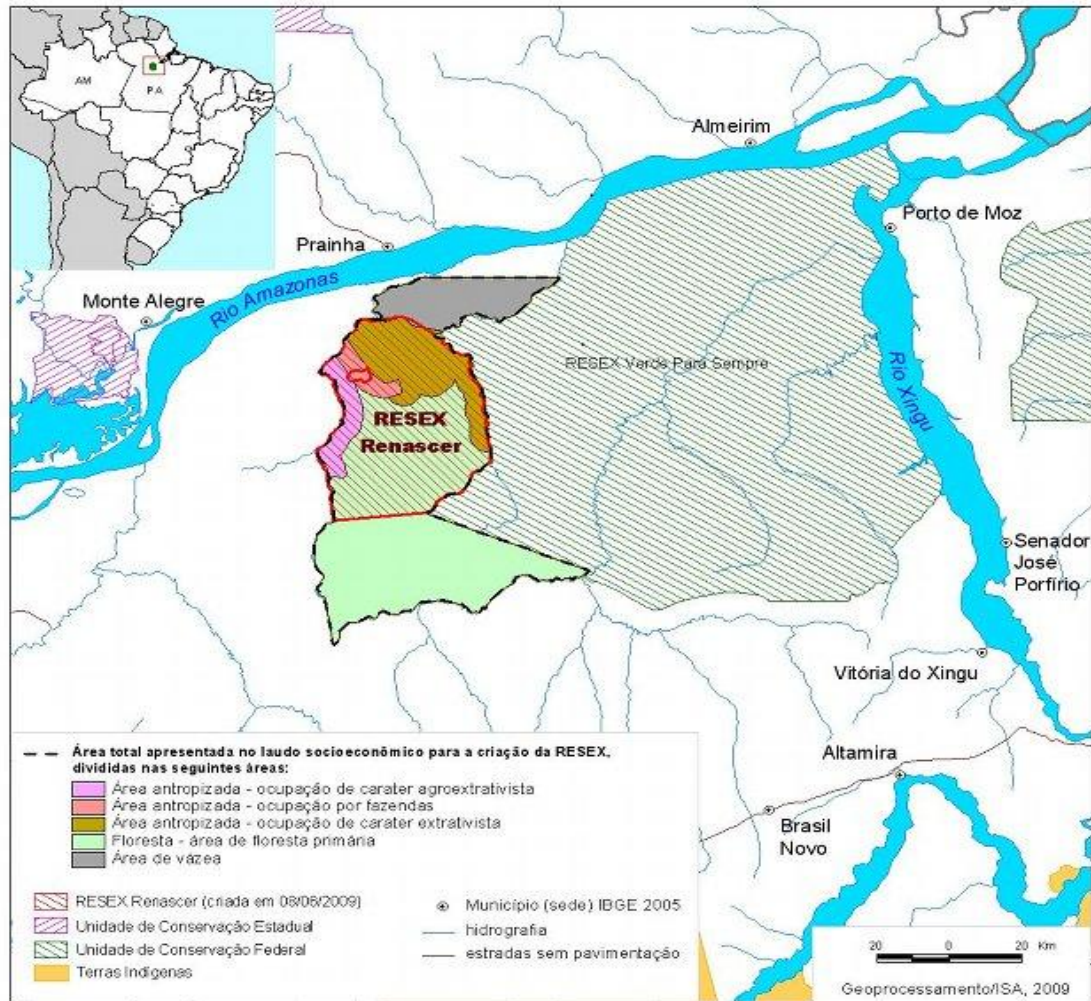 AM
PA
Almeirim
Porto de Moz
Prainha
Rio Amazonas
Monte Alegre
RESEX Verde Para Sempre
Rio Xingu
RESEX
Renascer
Senador
José
Porfírio
Vitória do Xingu
Altamira
Brasil
Novo
Área total apresentada no laudo socioeconômico para a criação da RESEX,
divididas nas seguintes áreas:
Área antropizada - ocupação de carater agroextrativista
Área antropizada - ocupação por fazendas
Área antropizada - ocupação de carater extrativista
Floresta - área de floresta primária
Área de vázea
RESEX Renascer (criada em 08/06/2009)
Unidade de Conservação Estadual
Unidade de Conservação Federal
Terras Indígenas
Município (sede) IBGE 2005
hidrografia
estradas sem pavimentação
20 0 20 Km
Geoprocessamento/ISA, 2009